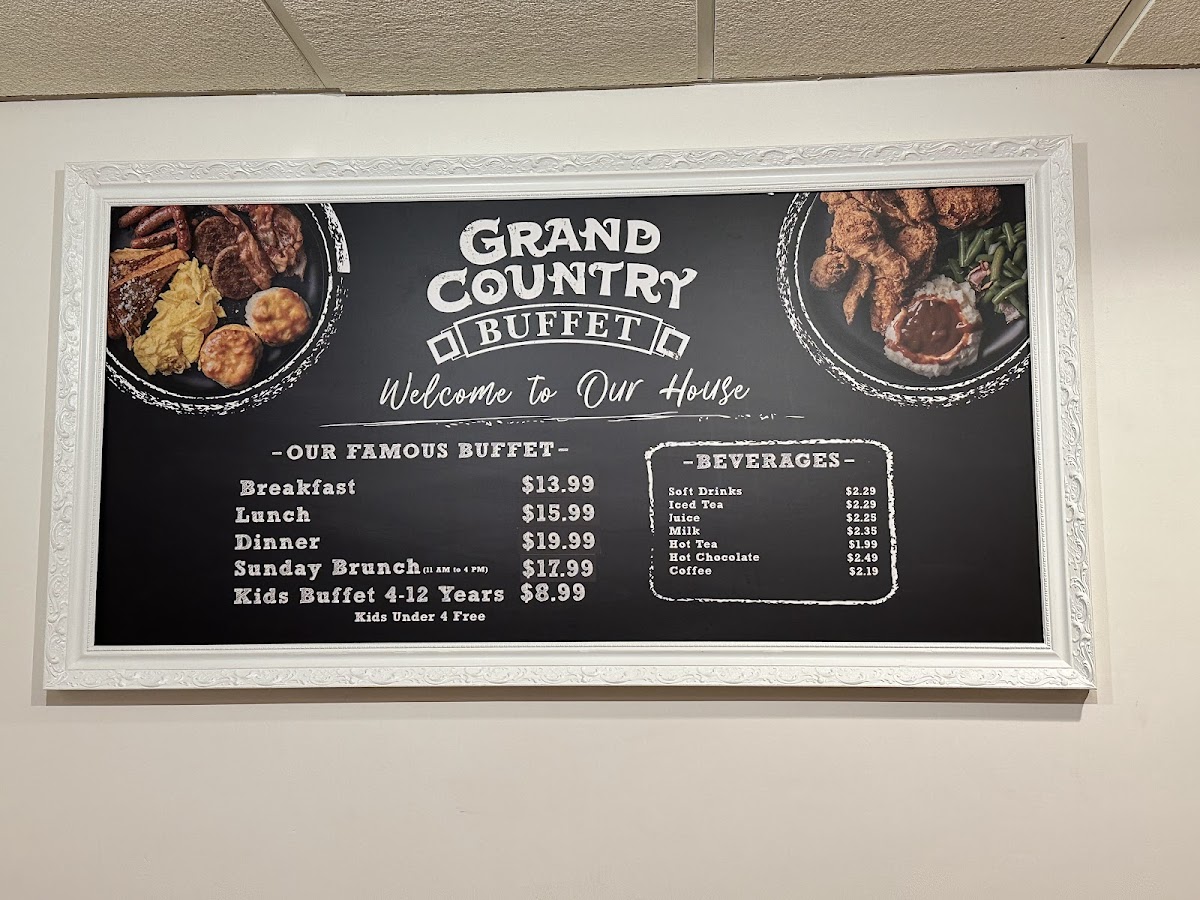 GRAND
COUNTRY
BUFFET
Welcome to Our House
-OUR FAMOUS BUFFET-
Breakfast $13.99
Lunch $15.99
Dinner $19.99
Sunday Brunch (11 AM to 4 PM) $17.99
Kids Buffet 4-12 Years $8.99
Kids Under 4 Free
-BEVERAGES-
Soft Drinks $2.29
Iced Tea $2.29
Juice $2.25
Milk $2.35
Hot Tea $1.99
Hot Chocolate $2.49
Coffee $2.19